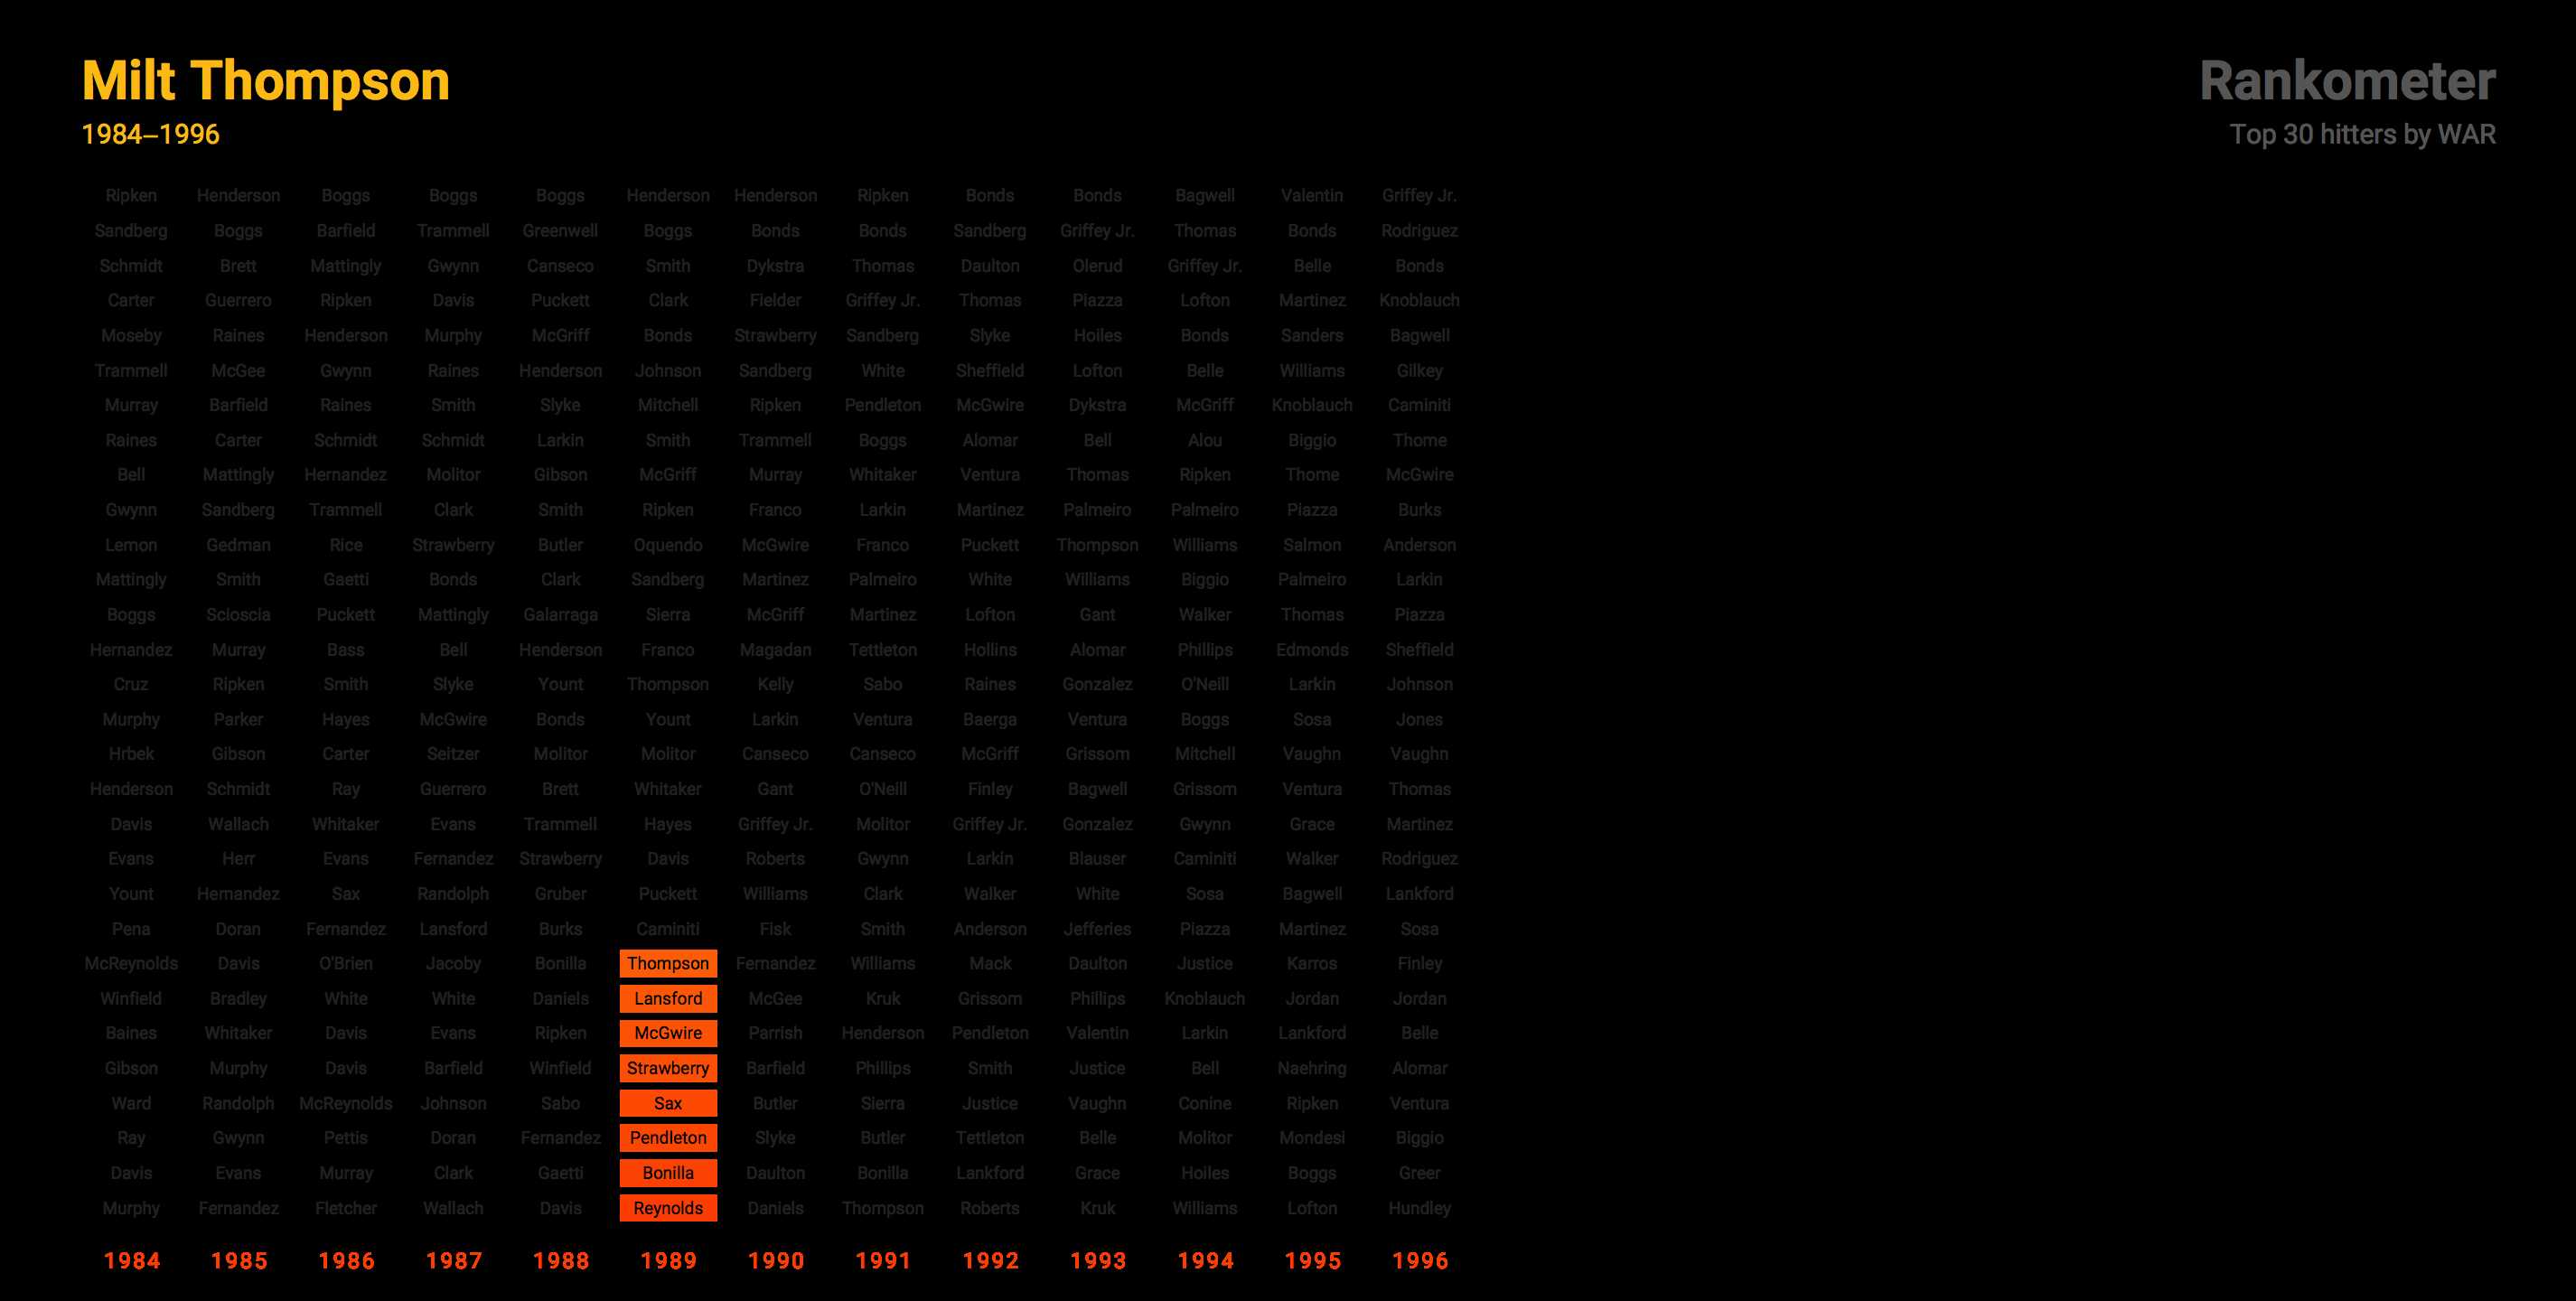 Milt Thompson
1984–1996
Rankometer
Top 30 hitters by WAR
Ripken Henderson Boggs Boggs Boggs Henderson Henderson Ripken Bonds Bonds Bagwell Valentin Griffey Jr.
Sandberg Boggs Barfield Trammell Greenwell Boggs Bonds Bonds Sandberg Griffey Jr. Thomas Bonds Rodriguez
Schmidt Brett Mattingly Gwynn Canseco Smith Dykstra Thomas Daulton Olerud Griffey Jr. Belle Bonds
Carter Guerrero Ripken Davis Puckett Clark Fielder Griffey Jr. Thomas Piazza Lofton Martinez Knoblauch
Moseby Raines Henderson Murphy McGriff Bonds Strawberry Sandberg Slyke Hoiles Bonds Sanders Bagwell
Trammell McGee Gwynn Raines Henderson Johnson Sandberg White Sheffield Lofton Belle Williams Gilkey
Murray Barfield Raines Smith Slyke Mitchell Ripken Pendleton McGwire Dykstra McGriff Knoblauch Caminiti
Raines Carter Schmidt Schmidt Larkin Smith Trammell Boggs Alomar Bell Alou Biggio Thome
Bell Mattingly Hernandez Molitor Gibson McGriff Murray Whitaker Ventura Thomas Ripken Thome McGwire
Gwynn Sandberg Trammell Clark Smith Ripken Franco Larkin Martinez Palmeiro Palmeiro Piazza Burks
Lemon Gedman Rice Strawberry Butler Oquendo McGwire Franco Puckett Thompson Williams Salmon Anderson
Mattingly Smith Gaetti Bonds Clark Sandberg Martinez Palmeiro White Williams Biggio Palmeiro Larkin
Boggs Scioscia Puckett Mattingly Galarraga Sierra McGriff Martinez Lofton Gant Walker Thomas Piazza
Hernandez Murray Bass Bell Henderson Franco Magadan Tettleton Hollins Alomar Phillips Edmonds Sheffield
Cruz Ripken Smith Slyke Yount Thompson Kelly Sabo Raines Gonzalez O'Neill Larkin Johnson
Murphy Parker Hayes McGwire Bonds Yount Larkin Ventura Baerga Ventura Boggs Sosa Jones
Hrbek Gibson Carter Seitzer Molitor Molitor Canseco Canseco McGriff Grissom Mitchell Vaughn Vaughn
Henderson Schmidt Ray Guerrero Brett Whitaker Gant O'Neill Finley Bagwell Grissom Ventura Thomas
Davis Wallach Whitaker Evans Trammell Hayes Griffey Jr. Molitor Griffey Jr. Gonzalez Gwynn Grace Martinez
Evans Herr Evans Fernandez Strawberry Davis Roberts Gwynn Larkin Blauser Caminiti Walker Rodriguez
Yount Hernandez Sax Randolph Gruber Puckett Williams Clark Walker White Sosa Bagwell Lankford
Pena Doran Fernandez Lansford Burks Caminiti Fisk Smith Anderson Jefferies Piazza Martinez Sosa
McReynolds Davis O'Brien Jacoby Bonilla Thompson Fernandez Williams Mack Daulton Justice Karros Finley
Winfield Bradley White White Daniels Lansford McGee Kruk Grissom Phillips Knoblauch Jordan Jordan
Baines Whitaker Davis Evans Ripken McGwire Parrish Henderson Pendleton Valentin Larkin Lankford Belle
Gibson Murphy Davis Barfield Winfield Strawberry Barfield Phillips Smith Justice Bell Naehring Alomar
Ward Randolph McReynolds Johnson Sabo Sax Butler Sierra Justice Vaughn Conine Ripken Ventura
Ray Gwynn Pettis Doran Fernandez Pendleton Slyke Butler Tettleton Belle Molitor Mondesi Biggio
Davis Evans Murray Clark Gaetti Bonilla Daulton Bonilla Lankford Grace Hoiles Boggs Greer
Murphy Fernandez Fletcher Wallach Davis Reynolds Daniels Thompson Roberts Kruk Williams Lofton Hundley
1984 1985 1986 1987 1988 1989 1990 1991 1992 1993 1994 1995 1996